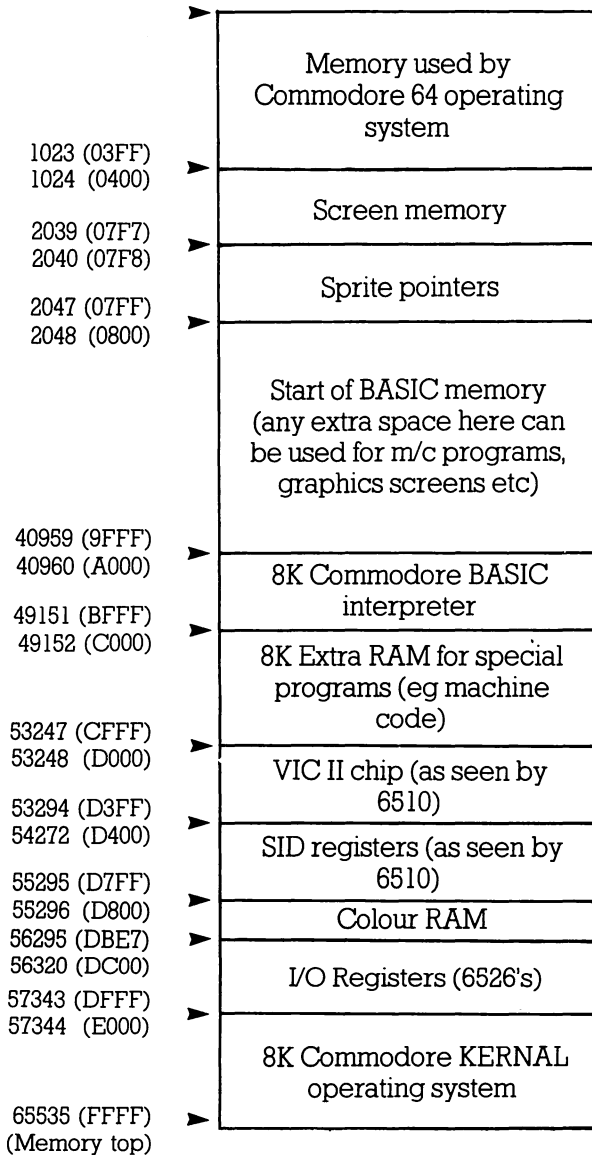 Memory used by
Commodore 64 operating
system
1023 (03FF)
1024 (0400)
Screen memory
2039 (07F7)
2040 (07F8)
Sprite pointers
2047 (07FF)
2048 (0800)
Start of BASIC memory
(any extra space here can
be used for m/c programs,
graphics screens etc)
40959 (9FFF)
40960 (A000)
8K Commodore BASIC
interpreter
49151 (BFFF)
49152 (C000)
8K Extra RAM for special
programs (eg machine
code)
53247 (CFFF)
53248 (D000)
VIC II chip (as seen by
6510)
53294 (D3FF)
54272 (D400)
SID registers (as seen by
6510)
55295 (D7FF)
55296 (D800)
Colour RAM
56295 (DBE7)
56320 (DC00)
I/O Registers (6526's)
57343 (DFFF)
57344 (E000)
8K Commodore KERNAL
operating system
65535 (FFFF)
(Memory top)